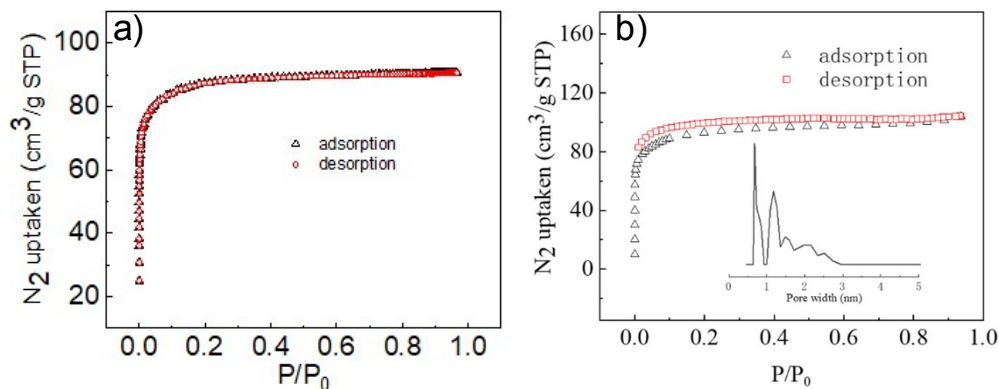 a)
N2 uptaken (cm³/g STP)
100
80
60
40
20
adsorption
desorption
0.0 0.2 0.4 0.6 0.8 1.0
P/P₀
b)
N2 uptaken (cm³/g STP)
160
120
80
40
0
adsorption
desorption
0 1 2 3 4 5
Pore width (nm)
0.0 0.2 0.4 0.6 0.8 1.0
P/P₀